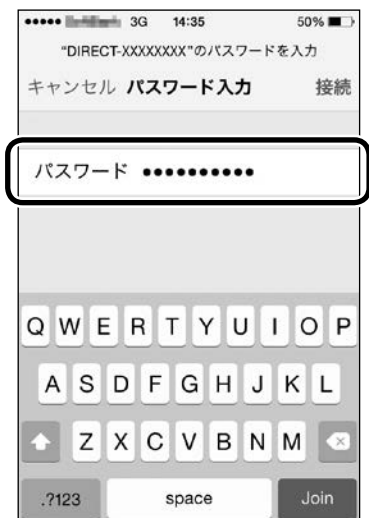 3G 14:35 50%
"DIRECT-XXXXXXXX"のパスワードを入力
キャンセル パスワード入力 接続
パスワード ••••••••••
Q W E R T Y U I O P
A S D F G H J K L
Z X C V B N M
.?123 space Join